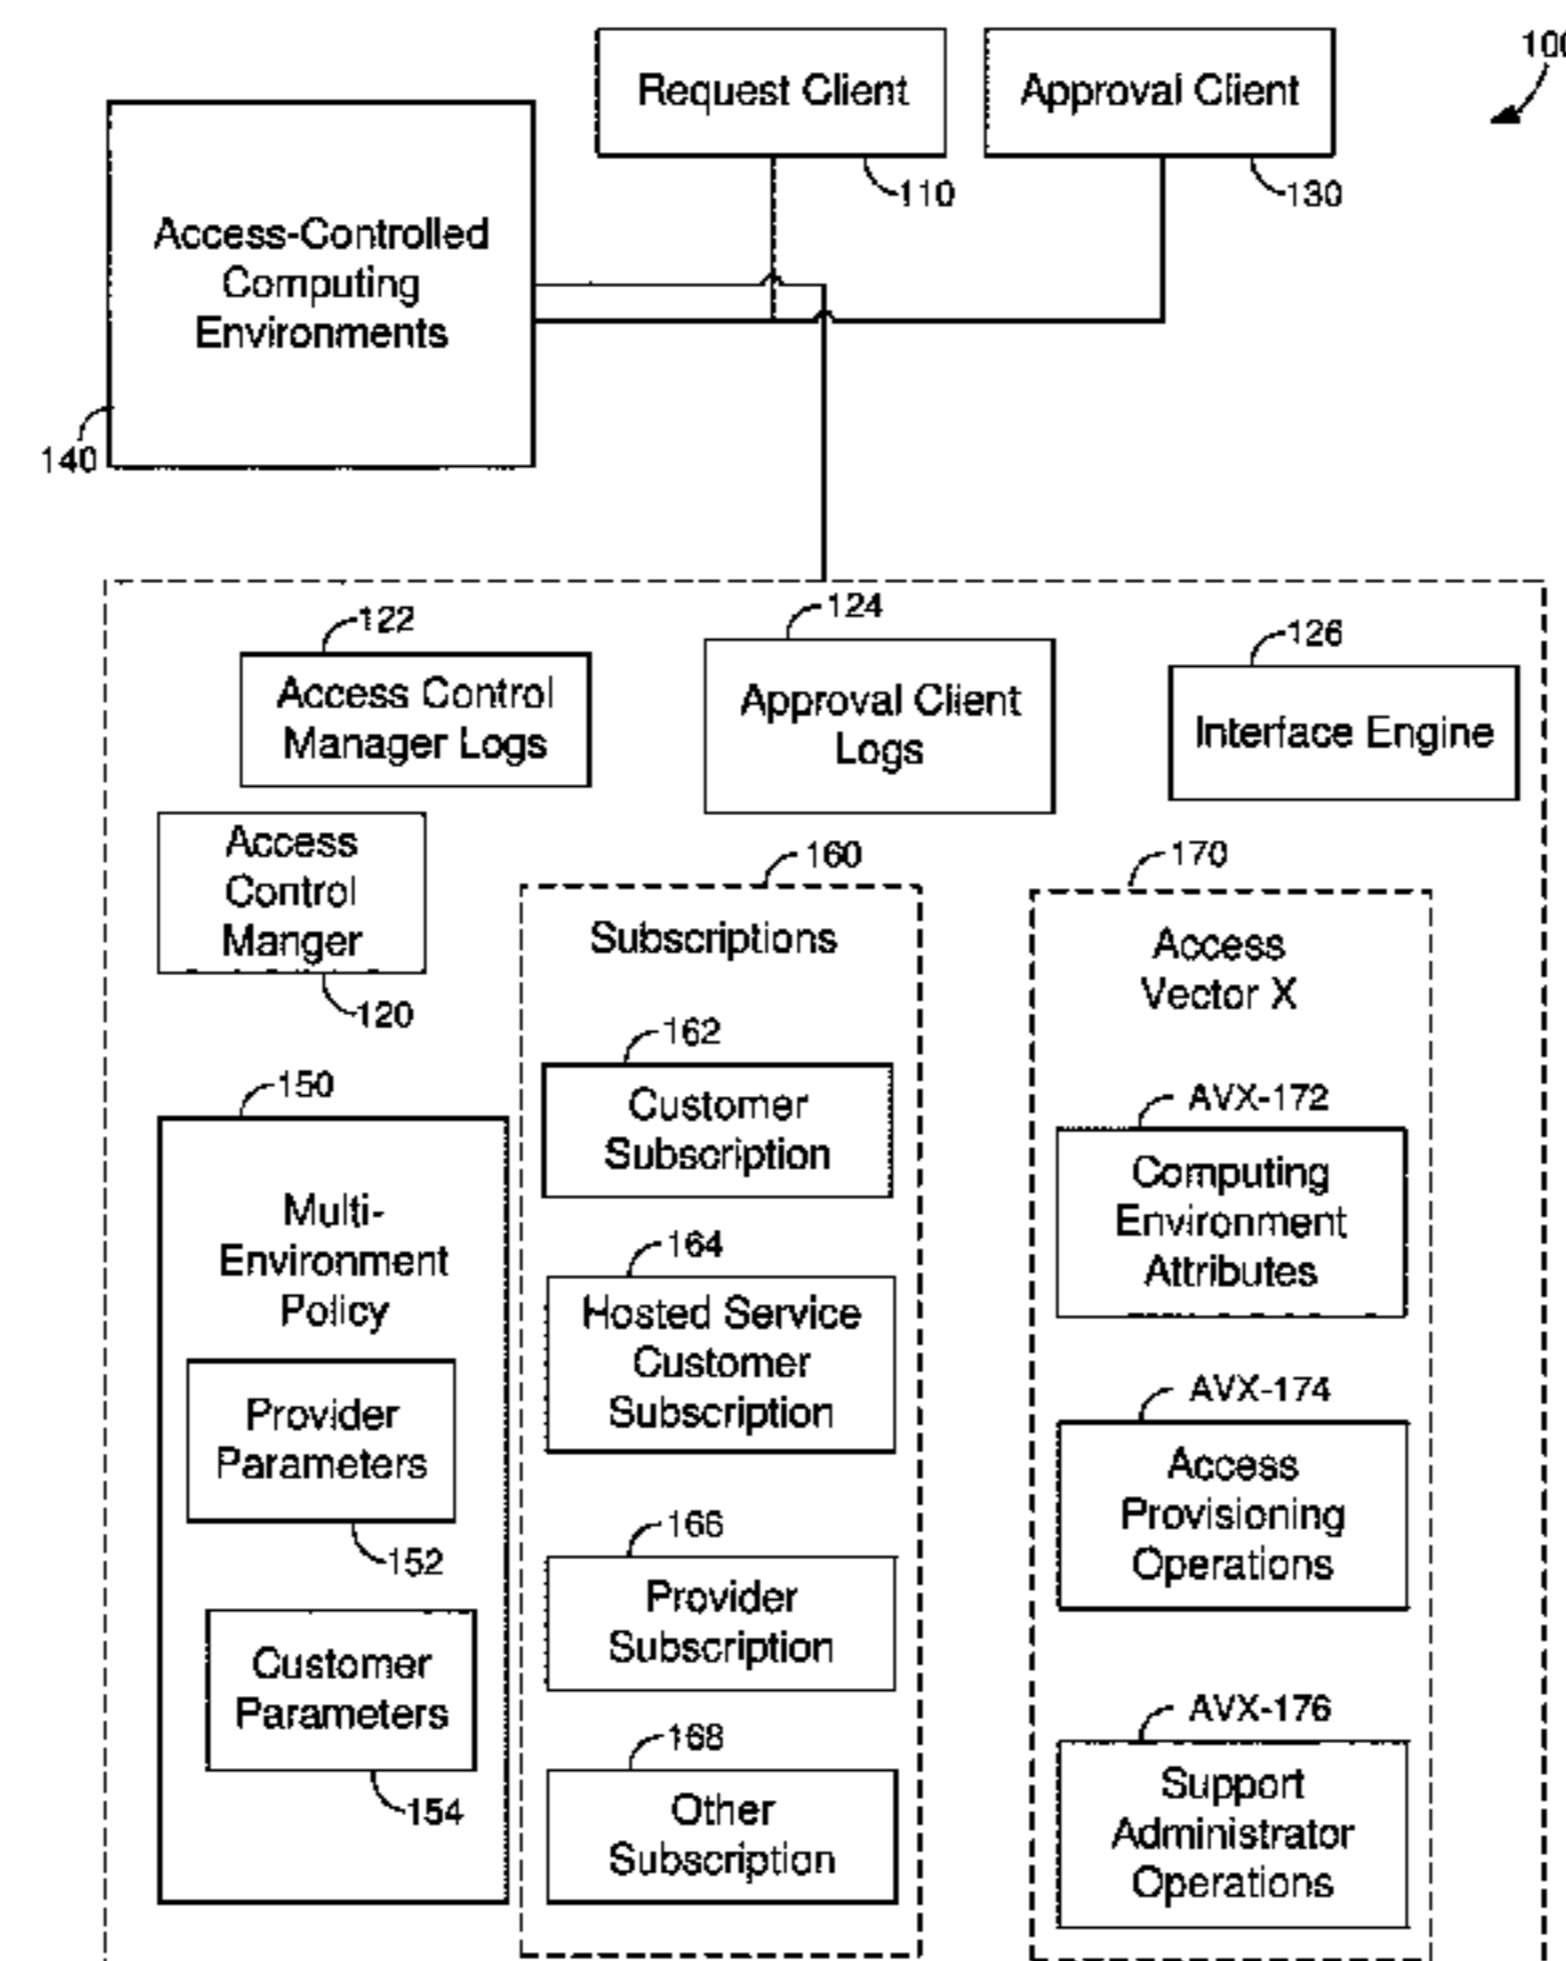 100
Request Client
Approval Client
110
130
Access-Controlled
Computing
Environments
140
122
124
126
Access Control
Manager Logs
Approval Client
Logs
Interface Engine
Access
Control
Manger
120
160
170
Subscriptions
Access
Vector X
150
Multi-
Environment
Policy
Provider
Parameters
152
Customer
Parameters
154
162
Customer
Subscription
164
Hosted Service
Customer
Subscription
166
Provider
Subscription
168
Other
Subscription
AVX-172
Computing
Environment
Attributes
AVX-174
Access
Provisioning
Operations
AVX-176
Support
Administrator
Operations